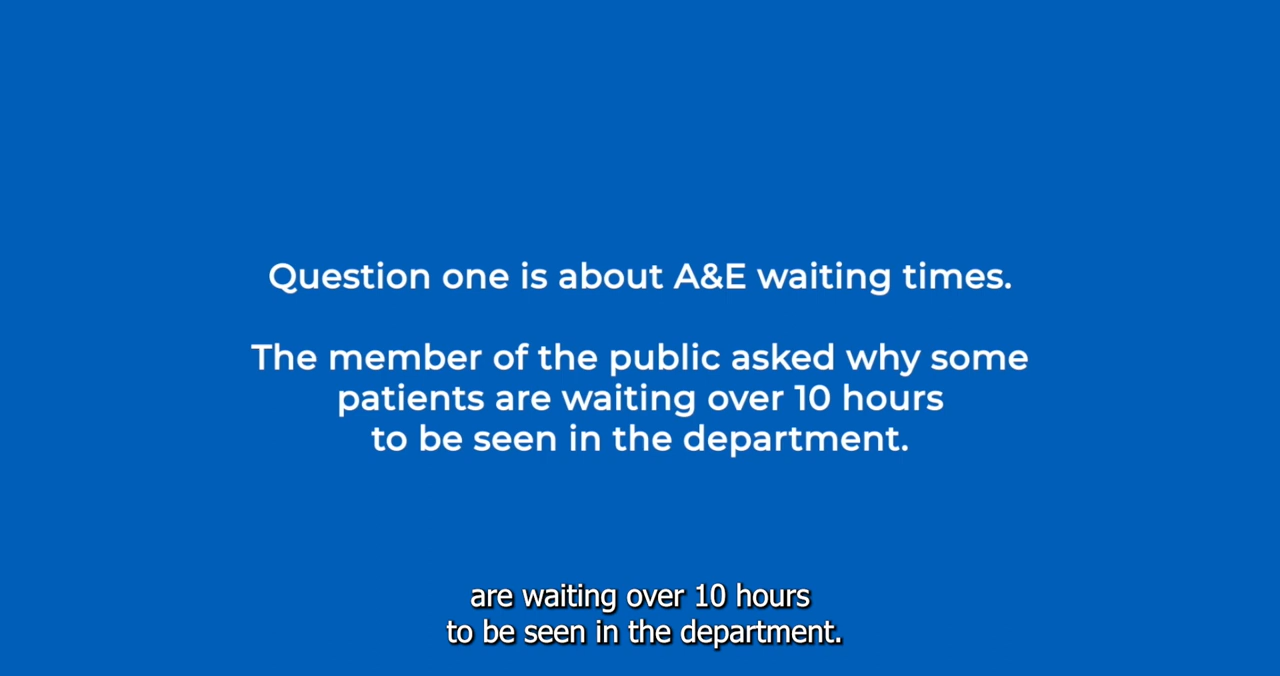 Question one is about A&E waiting times.
The member of the public asked why some
patients are waiting over 10 hours
to be seen in the department.
are waiting over 10 hours
to be seen in the department.